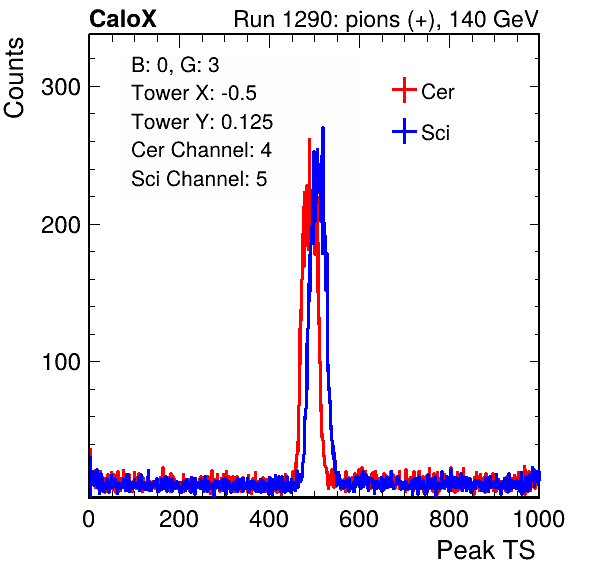 CaloX Run 1290: pions (+), 140 GeV
Counts
B: 0, G: 3
Tower X: -0.5
Tower Y: 0.125
Cer Channel: 4
Sci Channel: 5
Cer
Sci
300
200
100
0 200 400 600 800 1000
Peak TS